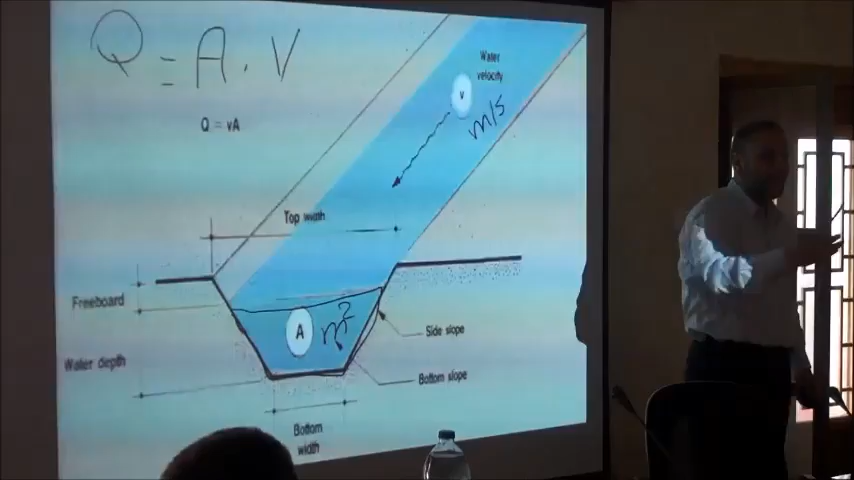 Q = A . V
Water
velocity
v
m/s
Q = vA
Top width
Freeboard
A
m²
Side slope
Water depth
Bottom slope
Bottom
width